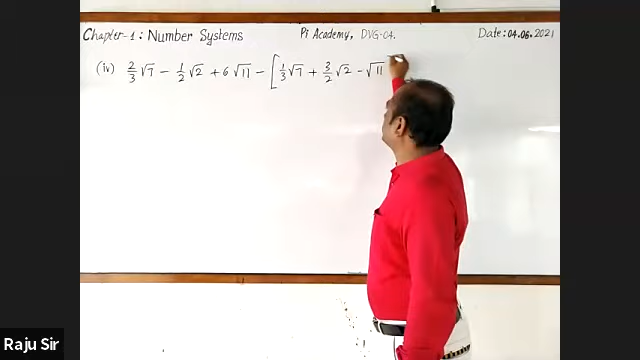 Chapter-1: Number Systems Pi Academy, DVG-04. Date: 04.06.2021
(iv) 2/3 √7 − 1/2 √2 + 6 √11 − [ 1/3 √7 + 3/2 √2 − √11
Raju Sir